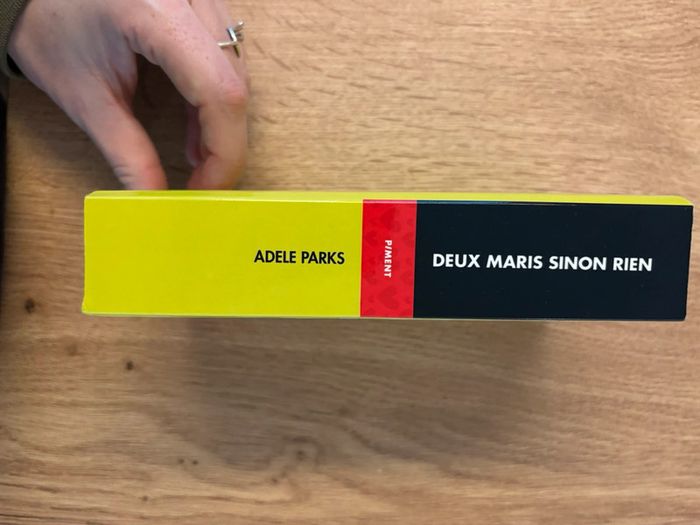 ADELE PARKS
PIMENT
DEUX MARIS SINON RIEN